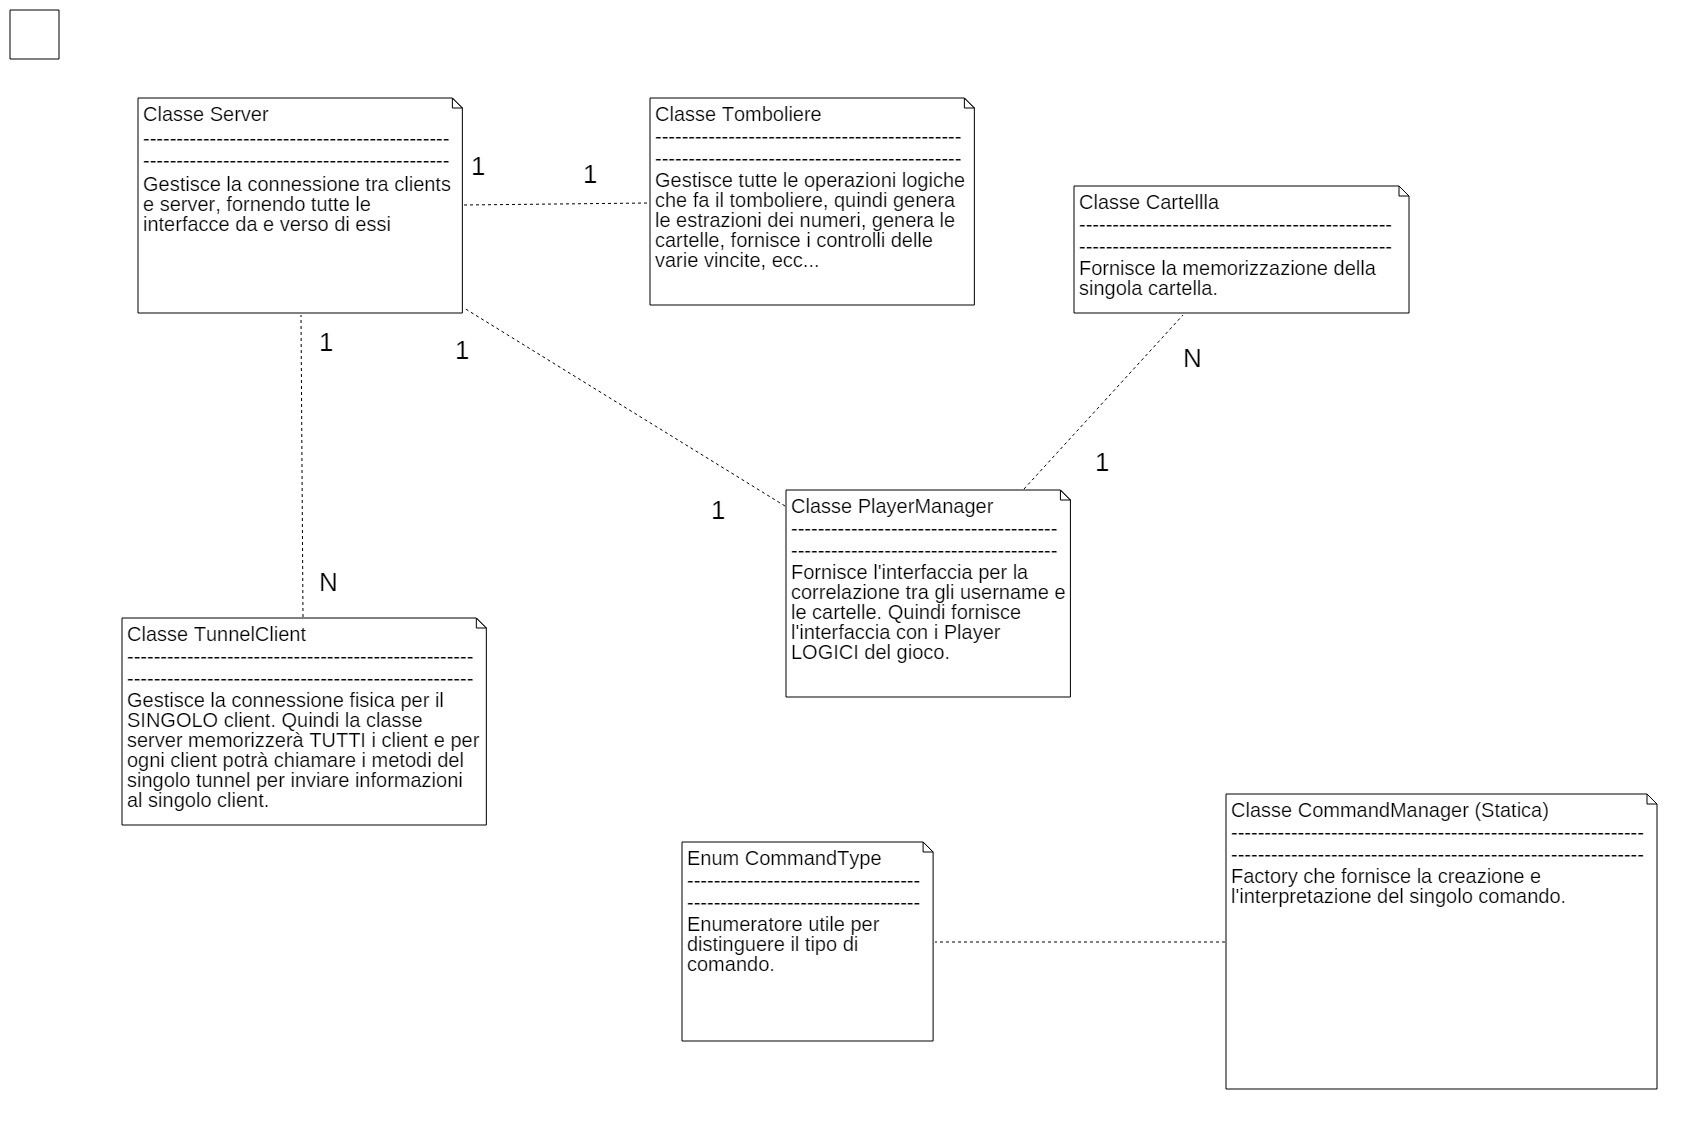 Classe Server
----------------------------------------------
----------------------------------------------
Gestisce la connessione tra clients
e server, fornendo tutte le
interfacce da e verso di essi
1
1
Classe Tomboliere
----------------------------------------------
----------------------------------------------
Gestisce tutte le operazioni logiche
che fa il tomboliere, quindi genera
le estrazioni dei numeri, genera le
cartelle, fornisce i controlli delle
varie vincite, ecc...
Classe Cartellla
-----------------------------------------------
-----------------------------------------------
Fornisce la memorizzazione della
singola cartella.
1
1
N
1
1
Classe PlayerManager
----------------------------------------
----------------------------------------
Fornisce l'interfaccia per la
correlazione tra gli username e
le cartelle. Quindi fornisce
l'interfaccia con i Player
LOGICI del gioco.
N
Classe TunnelClient
----------------------------------------------------
----------------------------------------------------
Gestisce la connessione fisica per il
SINGOLO client. Quindi la classe
server memorizzerà TUTTI i client e per
ogni client potrà chiamare i metodi del
singolo tunnel per inviare informazioni
al singolo client.
Enum CommandType
-----------------------------------
-----------------------------------
Enumeratore utile per
distinguere il tipo di
comando.
Classe CommandManager (Statica)
--------------------------------------------------------------
--------------------------------------------------------------
Factory che fornisce la creazione e
l'interpretazione del singolo comando.